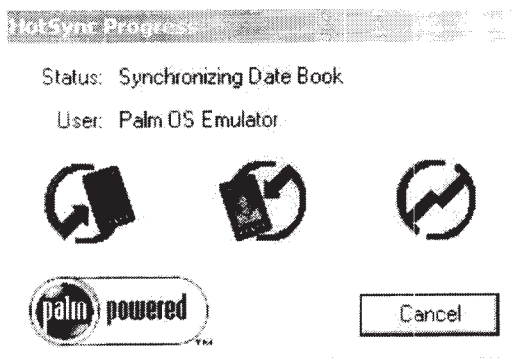 HotSync Progress
Status: Synchronizing Date Book
User: Palm OS Emulator
palm powered
TM
Cancel